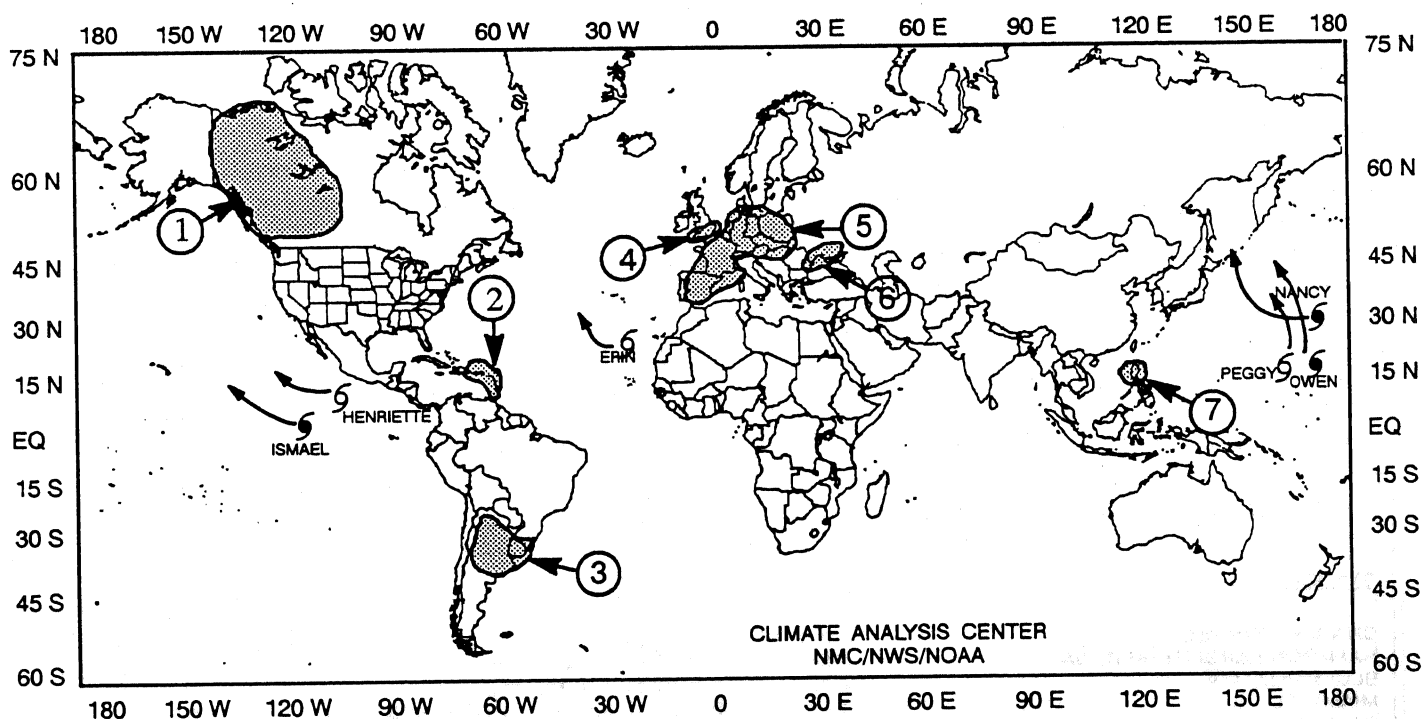 180 150 W 120 W 90 W 60 W 30 W 0 30 E 60 E 90 E 120 E 150 E 180
75 N 75 N
60 N 60 N
1 5
4
45 N 45 N
2 6 NANCY
30 N 30 N
ERIN
15 N PEGGY OWEN 15 N
HENRIETTE 7
EQ EQ
ISMAEL
15 S 15 S
30 S 30 S
3
45 S 45 S
CLIMATE ANALYSIS CENTER
NMC/NWS/NOAA
60 S 60 S
180 150 W 120 W 90 W 60 W 30 W 0 30 E 60 E 90 E 120 E 150 E 180